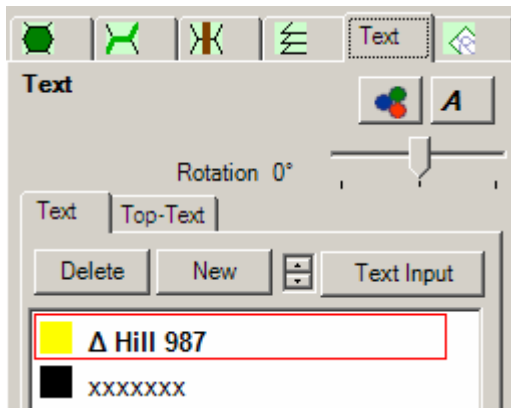 Text
Text
A
Rotation 0°
Text Top-Text
Delete New Text Input
Δ Hill 987
xxxxxxx